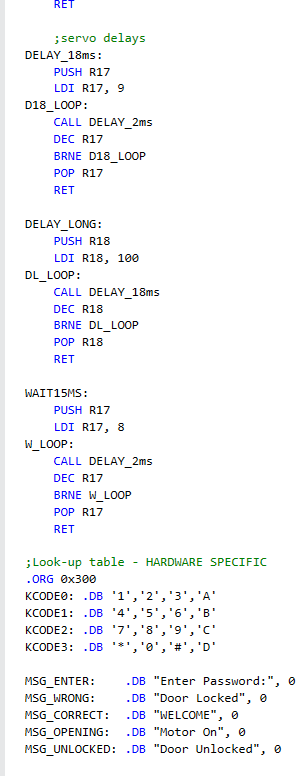 RET
;servo delays
DELAY_18ms:
PUSH R17
LDI R17, 9
D18_LOOP:
CALL DELAY_2ms
DEC R17
BRNE D18_LOOP
POP R17
RET
DELAY_LONG:
PUSH R18
LDI R18, 100
DL_LOOP:
CALL DELAY_18ms
DEC R18
BRNE DL_LOOP
POP R18
RET
WAIT15MS:
PUSH R17
LDI R17, 8
W_LOOP:
CALL DELAY_2ms
DEC R17
BRNE W_LOOP
POP R17
RET
;Look-up table - HARDWARE SPECIFIC
.ORG 0x300
KCODE0: .DB '1','2','3','A'
KCODE1: .DB '4','5','6','B'
KCODE2: .DB '7','8','9','C'
KCODE3: .DB '*','0','#','D'
MSG_ENTER: .DB "Enter Password:", 0
MSG_WRONG: .DB "Door Locked", 0
MSG_CORRECT: .DB "WELCOME", 0
MSG_OPENING: .DB "Motor On", 0
MSG_UNLOCKED: .DB "Door Unlocked", 0